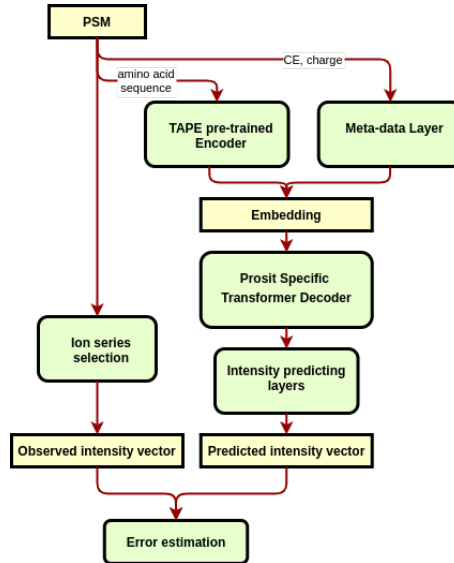 PSM
CE, charge
amino acid
sequence
TAPE pre-trained
Encoder
Meta-data Layer
Embedding
Prosit Specific
Transformer Decoder
Ion series
selection
Intensity predicting
layers
Observed intensity vector
Predicted intensity vector
Error estimation